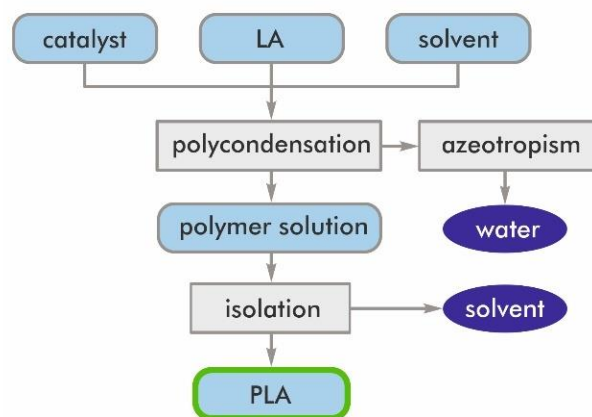 catalyst
LA
solvent
polycondensation
azeotropism
polymer solution
water
isolation
solvent
PLA